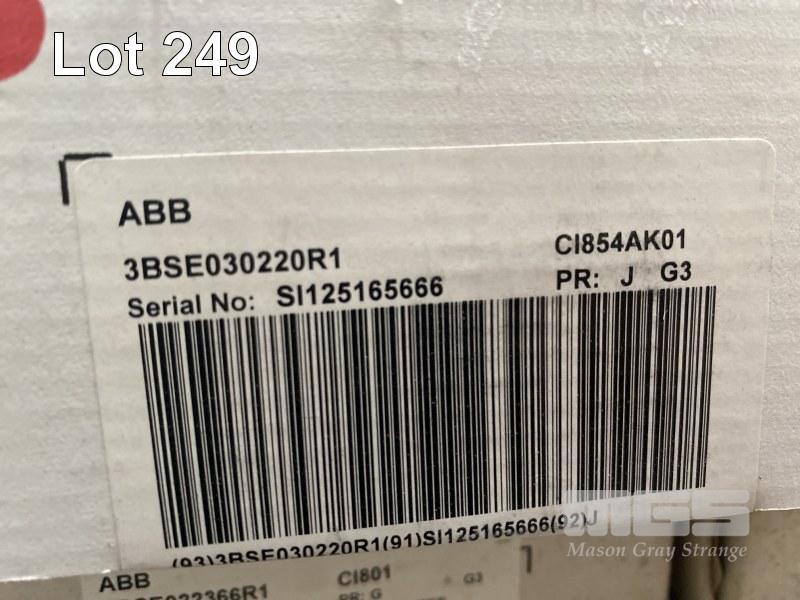 Lot 249
ABB
3BSE030220R1 CI854AK01
Serial No: SI125165666 PR: J G3
(93)3BSE030220R1(91)SI125165666(92)J
MGS
Mason Gray Strange
ABB CI801 G3
PR: G